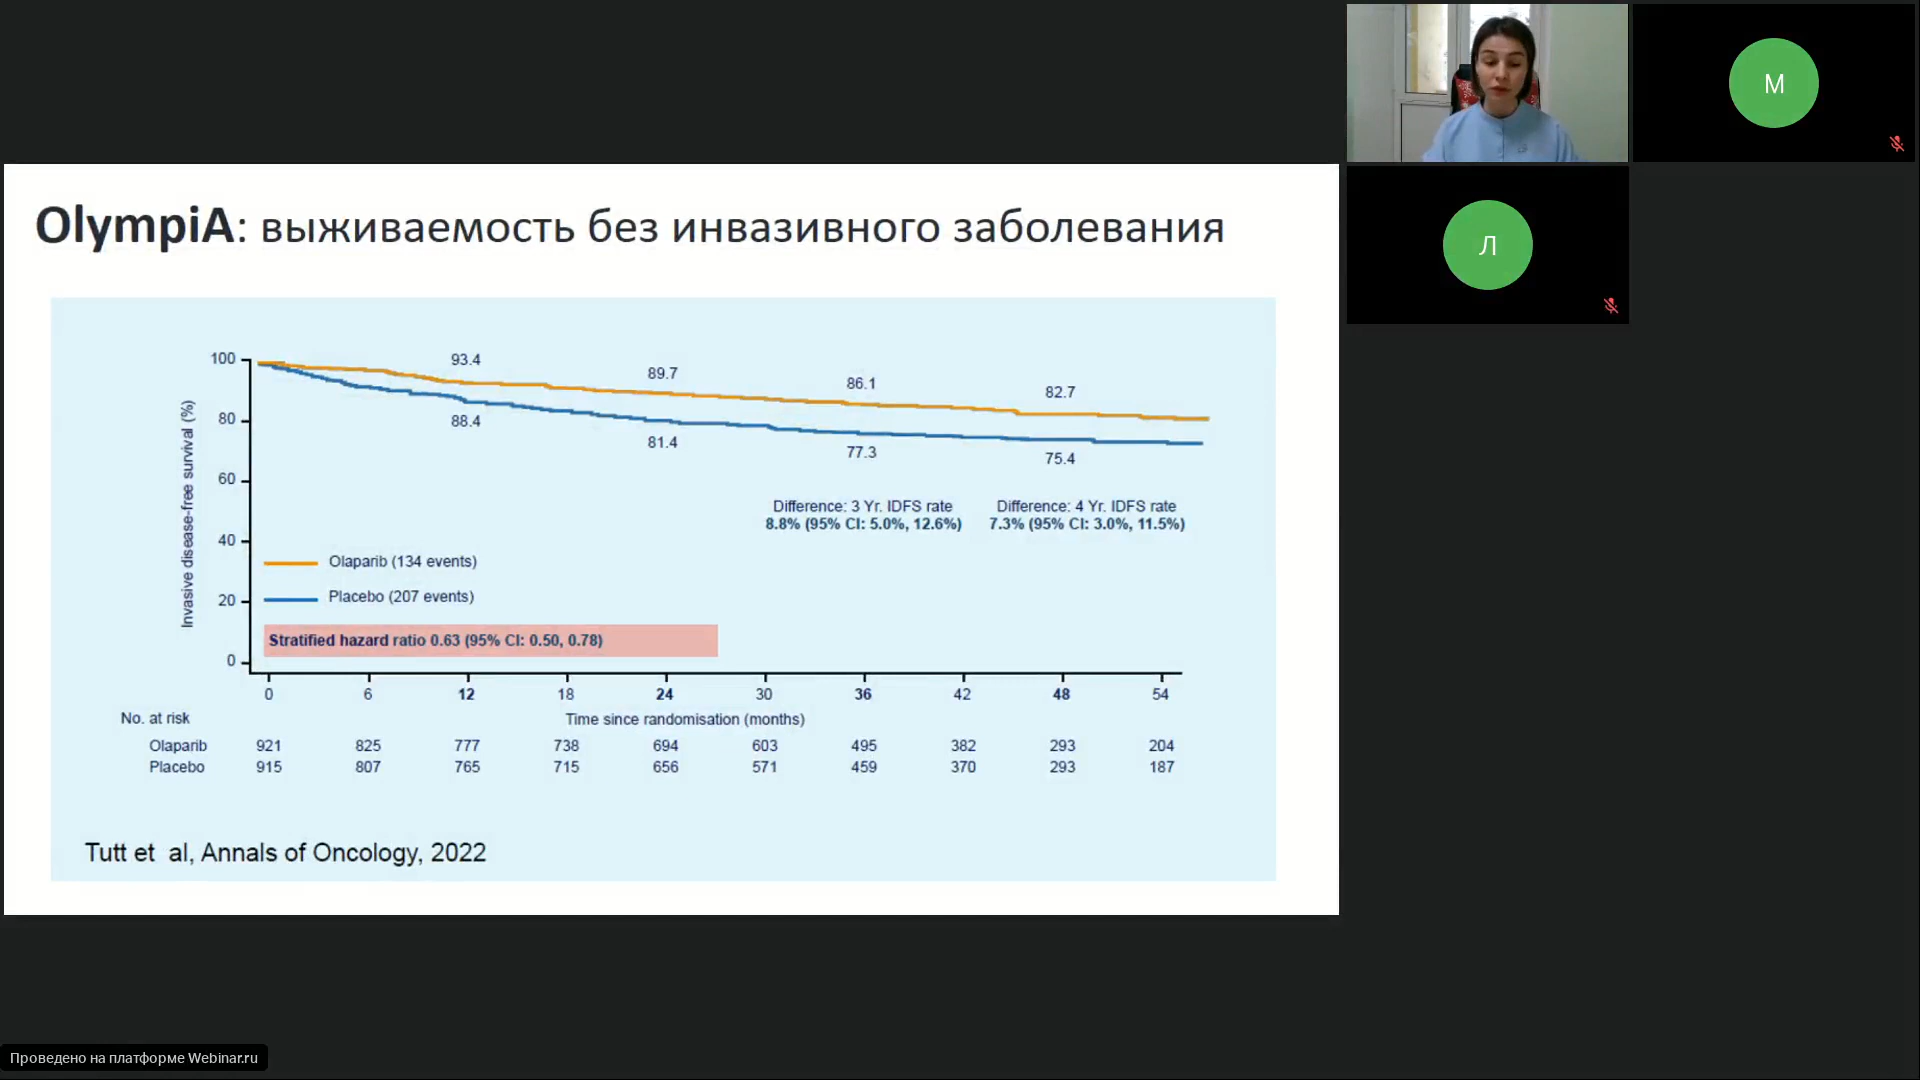 М
Л
OlympiA: выживаемость без инвазивного заболевания
Invasive disease-free survival (%)
100
80
60
40
20
0
93.4
89.7
86.1
82.7
88.4
81.4
77.3
75.4
Difference: 3 Yr. IDFS rate
8.8% (95% CI: 5.0%, 12.6%)
Difference: 4 Yr. IDFS rate
7.3% (95% CI: 3.0%, 11.5%)
Olaparib (134 events)
Placebo (207 events)
Stratified hazard ratio 0.63 (95% CI: 0.50, 0.78)
0 6 12 18 24 30 36 42 48 54
No. at risk
Time since randomisation (months)
Olaparib 921 825 777 738 694 603 495 382 293 204
Placebo 915 807 765 715 656 571 459 370 293 187
Tutt et al, Annals of Oncology, 2022
Проведено на платформе Webinar.ru